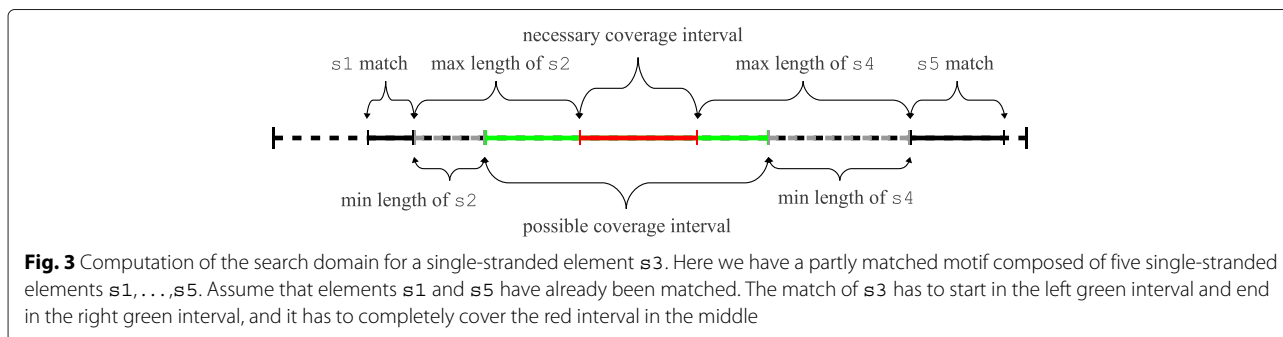 necessary coverage interval
s1 match
max length of s2
max length of s4
s5 match
min length of s2
min length of s4
possible coverage interval
Fig. 3 Computation of the search domain for a single-stranded element s3. Here we have a partly matched motif composed of five single-stranded
elements s1,...,s5. Assume that elements s1 and s5 have already been matched. The match of s3 has to start in the left green interval and end
in the right green interval, and it has to completely cover the red interval in the middle